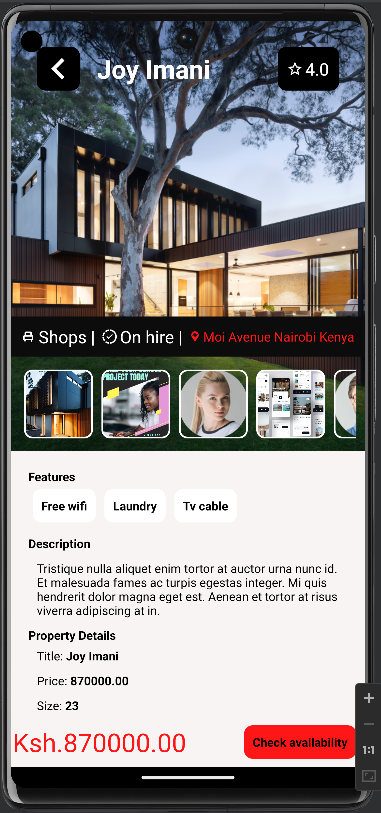 Joy Imani
4.0
Shops | On hire | Moi Avenue Nairobi Kenya
PROJECT TODAY
Features
Free wifi Laundry Tv cable
Description
Tristique nulla aliquet enim tortor at auctor urna nunc id.
Et malesuada fames ac turpis egestas integer. Mi quis
hendrerit dolor magna eget est. Aenean et tortor at risus
viverra adipiscing at in.
Property Details
Title: Joy Imani
Price: 870000.00
Size: 23
Ksh.870000.00 Check availability
1:1